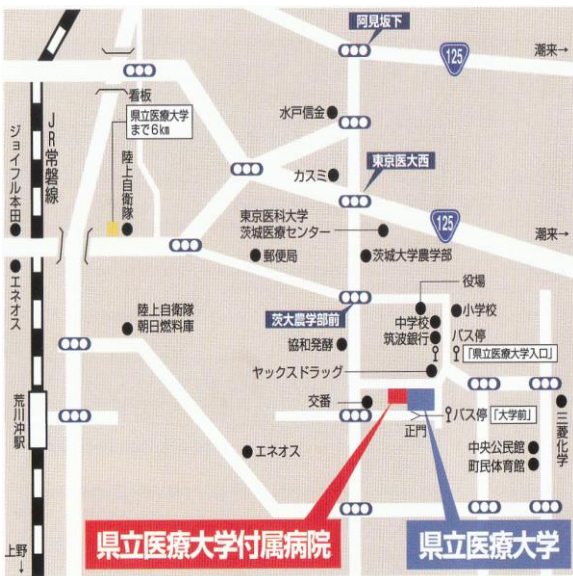 阿見坂下
125
潮来→
看板
県立医療大学
まで6km
水戸信金
JR常磐線
ジョイフル本田
陸上自衛隊
カスミ
東京医大西
東京医科大学
茨城医療センター
125
潮来→
郵便局
茨城大学農学部
エネオス
役場
茨大農学部前
小学校
陸上自衛隊
朝日燃料庫
中学校
筑波銀行
バス停
「県立医療大学入口」
協和発酵
ヤックスドラッグ
荒川沖駅
交番
バス停
「大学前」
正門
三菱化学
エネオス
中央公民館
町民体育館
県立医療大学付属病院
県立医療大学
上野
↓